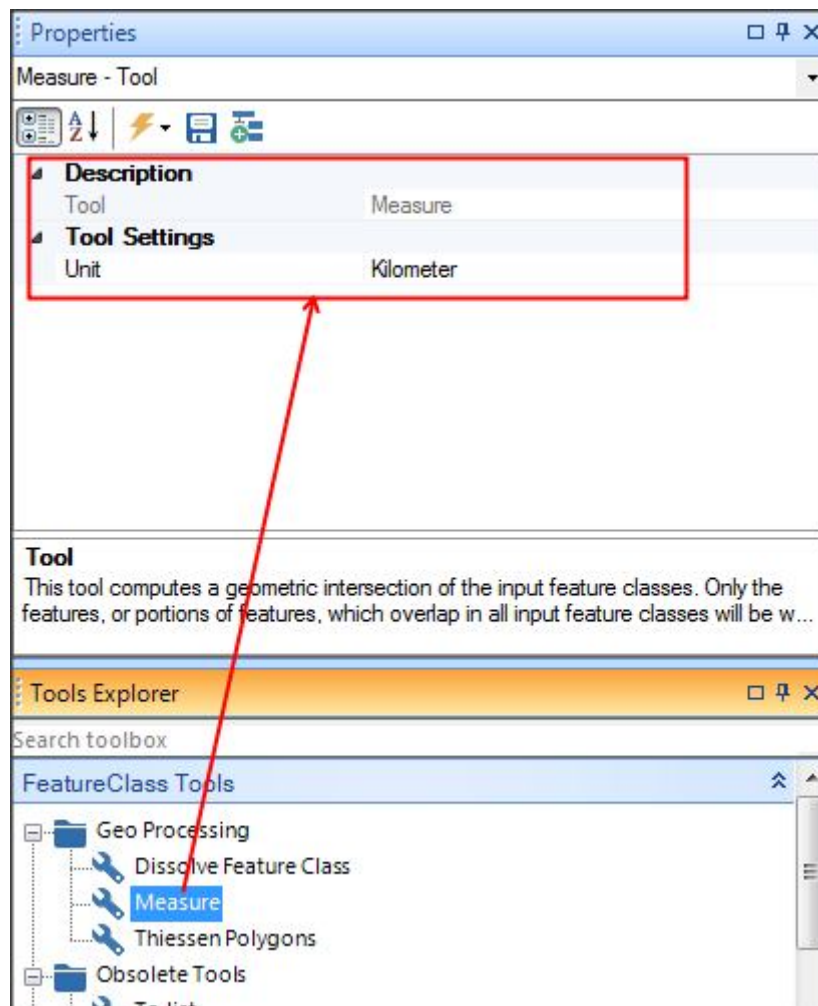 Properties
Measure - Tool
Description
Tool Measure
Tool Settings
Unit Kilometer
Tool
This tool computes a geometric intersection of the input feature classes. Only the
features, or portions of features, which overlap in all input feature classes will be w...
Tools Explorer
Search toolbox
FeatureClass Tools
Geo Processing
Dissolve Feature Class
Measure
Thiessen Polygons
Obsolete Tools